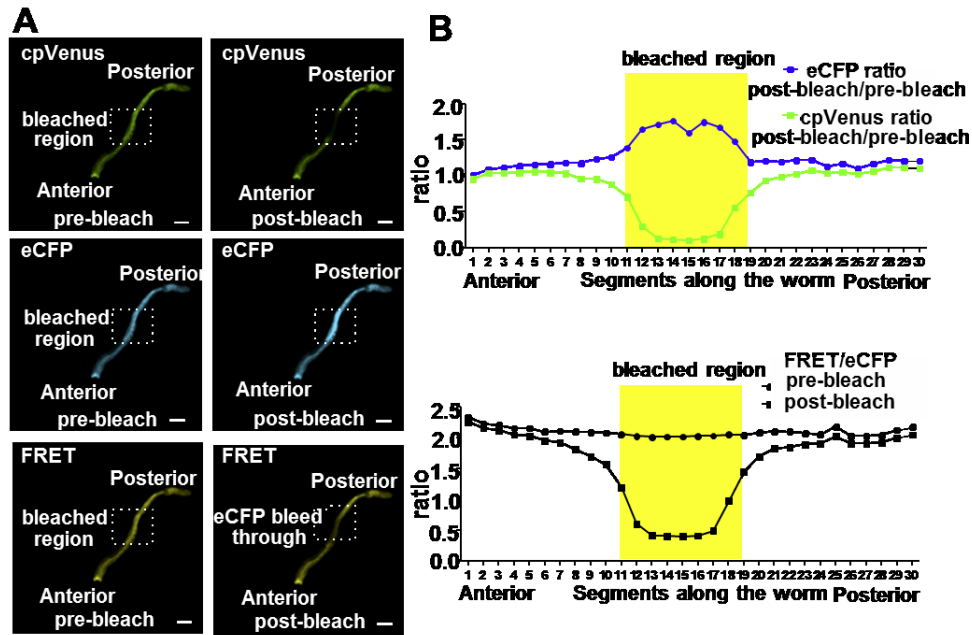 A
cpVenus
Posterior
bleached
region
Anterior
pre-bleach
cpVenus
Posterior
Anterior
post-bleach
eCFP
Posterior
bleached
region
Anterior
pre-bleach
eCFP
Posterior
Anterior
post-bleach
FRET
Posterior
bleached
region
Anterior
pre-bleach
FRET
Posterior
eCFP bleed
through
Anterior
post-bleach
B
bleached region
eCFP ratio
post-bleach/pre-bleach
cpVenus ratio
post-bleach/pre-bleach
ratio
2.0
1.5
1.0
0.5
0.0
1 2 3 4 5 6 7 8 9 10 11 12 13 14 15 16 17 18 19 20 21 22 23 24 25 26 27 28 29 30
Anterior Segments along the worm Posterior
bleached region
FRET/eCFP
pre-bleach
post-bleach
ratio
2.5
2.0
1.5
1.0
0.5
0.0
1 2 3 4 5 6 7 8 9 10 11 12 13 14 15 16 17 18 19 20 21 22 23 24 25 26 27 28 29 30
Anterior Segments along the worm Posterior